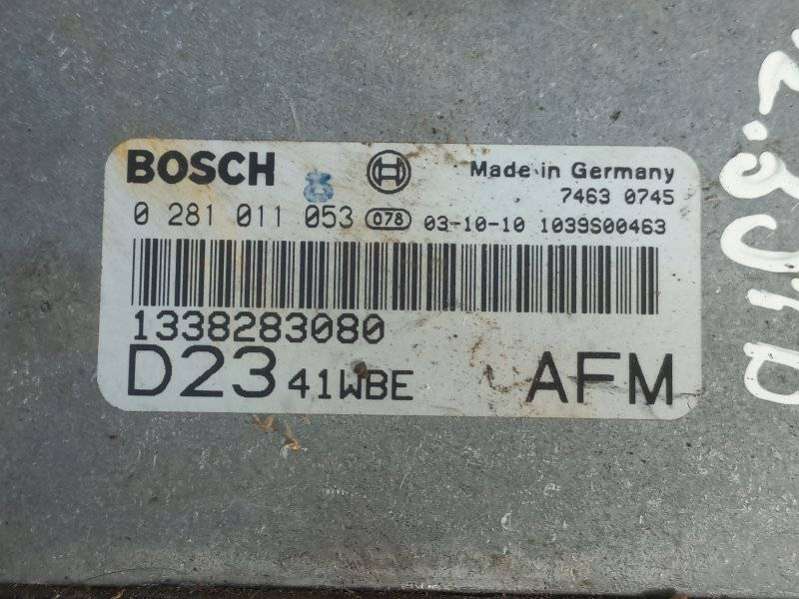 BOSCH
Made in Germany
7463 0745
0 281 011 053 078 03-10-10 1039S00463
1338283080
D23 41WBE AFM